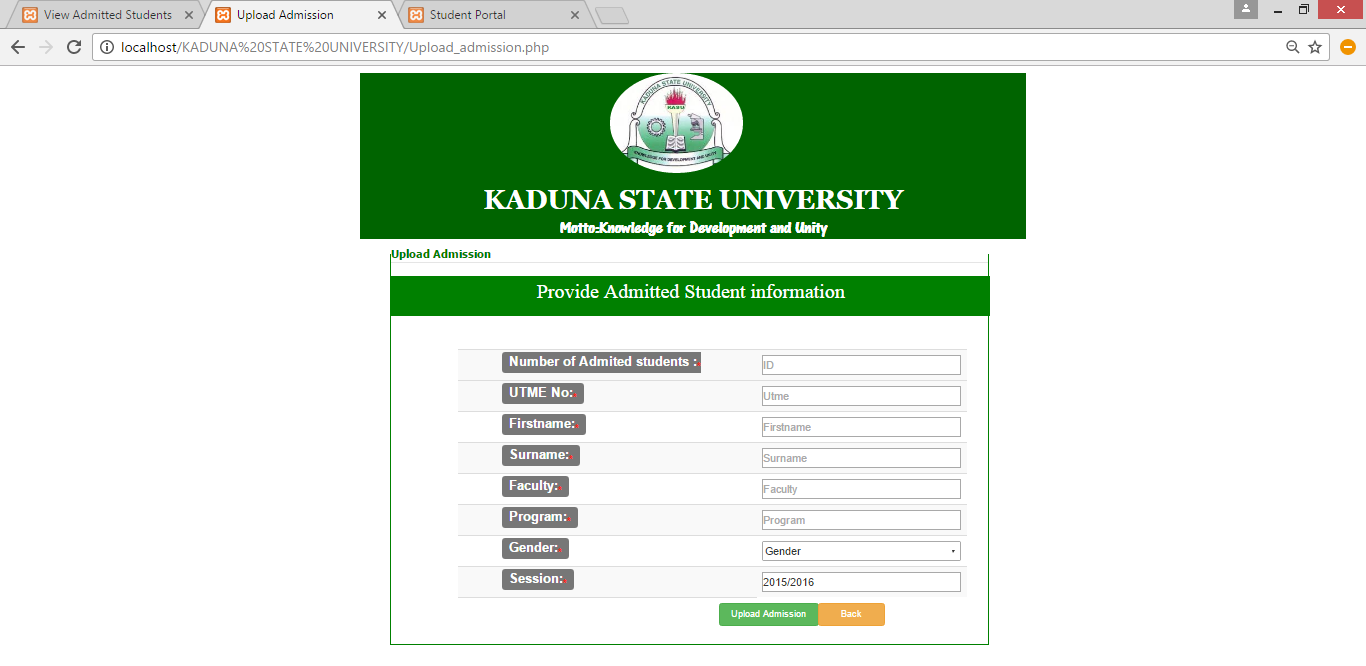 View Admitted Students
Upload Admission
Student Portal
localhost/KADUNA%20STATE%20UNIVERSITY/Upload_admission.php
KADUNA STATE UNIVERSITY
KASU
KNOWLEDGE FOR DEVELOPMENT AND UNITY
KADUNA STATE UNIVERSITY
Motto-Knowledge for Development and Unity
Upload Admission
Provide Admitted Student information
Number of Admited students : ID
UTME No: Utme
Firstname: Firstname
Surname: Surname
Faculty: Faculty
Program: Program
Gender: Gender
Session: 2015/2016
Upload Admission Back